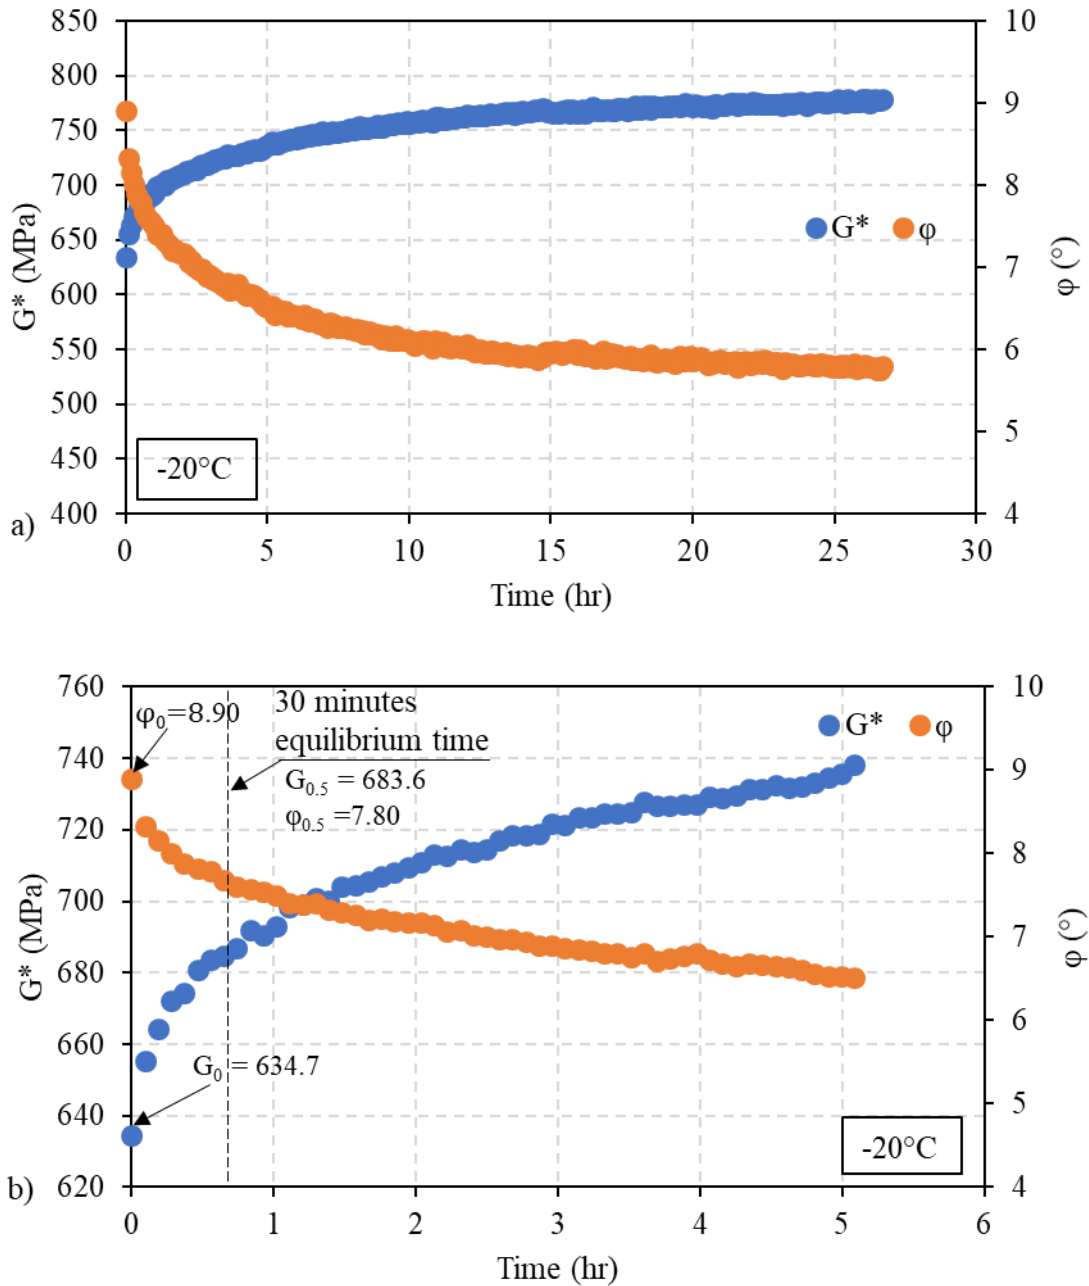 850
800
750
700
650
600
550
500
450
400
G* (MPa)
10
9
8
7
6
5
4
φ (°)
G* φ
-20°C
a)
0 5 10 15 20 25 30
Time (hr)
760
740
720
700
680
660
640
620
G* (MPa)
10
9
8
7
6
5
4
φ (°)
φ0=8.90
30 minutes
equilibrium time
G0.5 = 683.6
φ0.5 =7.80
G* φ
G0 = 634.7
-20°C
b)
0 1 2 3 4 5 6
Time (hr)